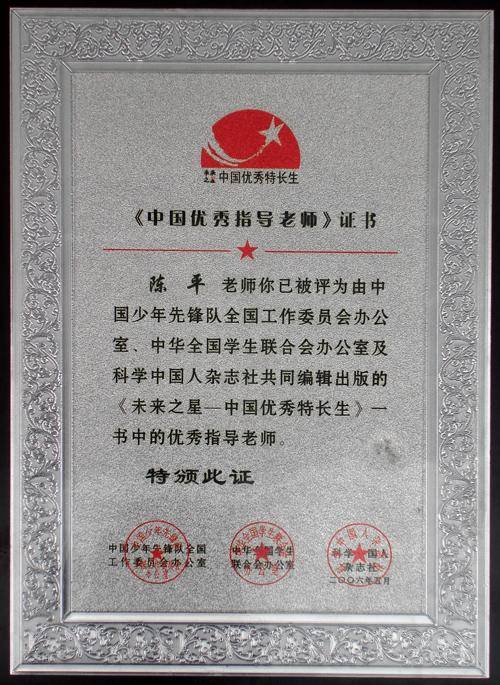 未来之星 中国优秀特长生
《中国优秀指导老师》证书
陈 平 老师你已被评为由中
国少年先锋队全国工作委员会办公
室、中华全国学生联合会办公室及
科学中国人杂志社共同编辑出版的
《未来之星—中国优秀特长生》一
书中的优秀指导老师。
特颁此证
中国少年先锋队全国
工作委员会办公室
中华全国学生
联合会办公室
科学中国人
杂志社
二〇〇六年五月